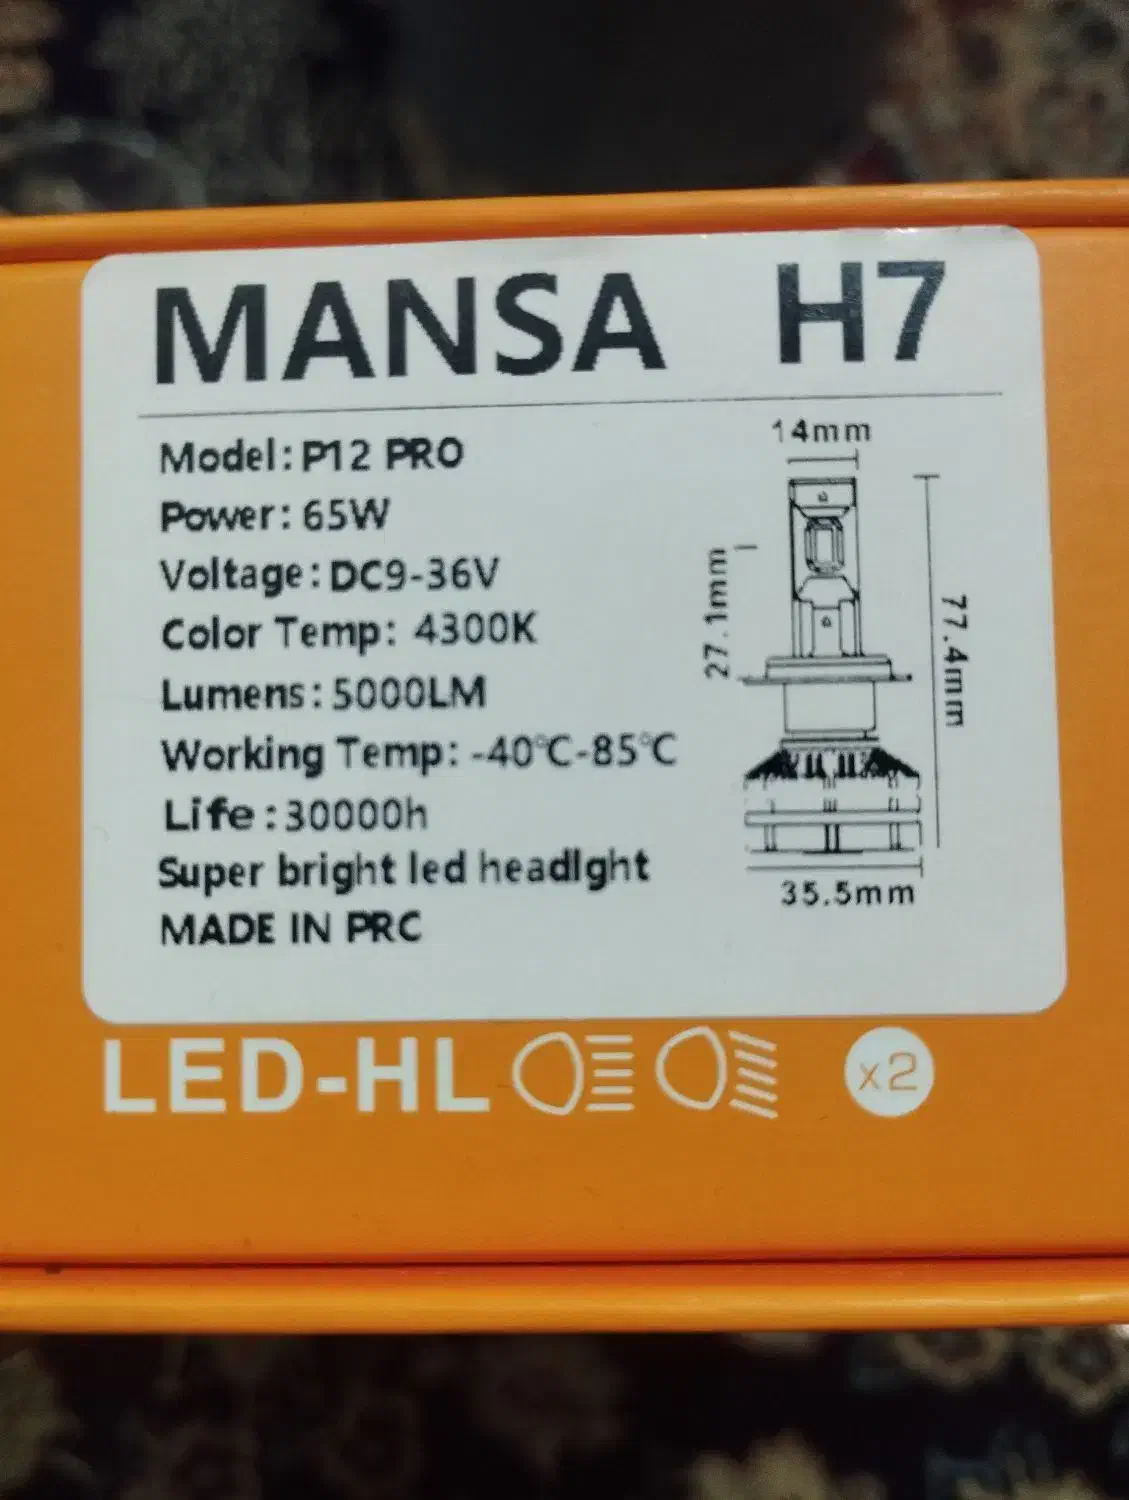 MANSA H7
Model: P12 PRO
Power: 65W
Voltage: DC9-36V
Color Temp: 4300K
Lumens: 5000LM
Working Temp: -40℃-85℃
Life: 30000h
Super bright led headlght
MADE IN PRC
14mm
27.1mm
77.4mm
35.5mm
LED-HL x2